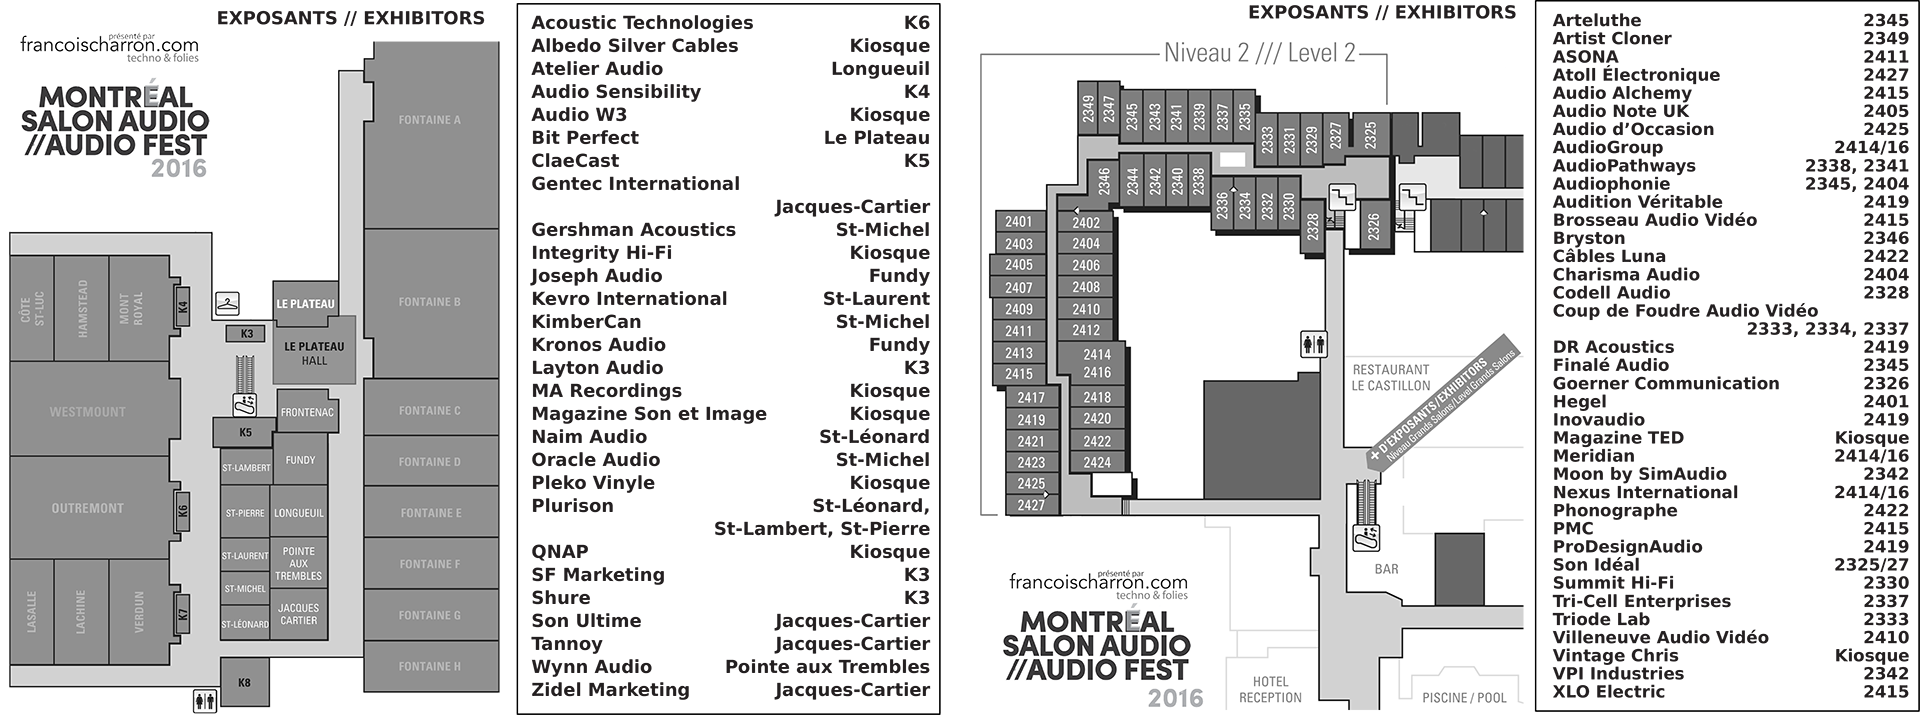 EXPOSANTS // EXHIBITORS
présenté par
francoischarron.com
techno & folies
MONTRÉAL
SALON AUDIO
//AUDIO FEST
2016
FONTAINE A
FONTAINE B
FONTAINE C
FONTAINE D
FONTAINE E
FONTAINE F
FONTAINE G
FONTAINE H
CÔTE
ST-LUC
HAMSTEAD
MONT
ROYAL
K4
WESTMOUNT
OUTREMONT
K6
LASALLE
LACHINE
VERDUN
K7
LE PLATEAU
K3
LE PLATEAU
HALL
FRONTENAC
K5
ST-LAMBERT
FUNDY
ST-PIERRE
LONGUEUIL
ST-LAURENT
POINTE
AUX
TREMBLES
ST-MICHEL
JACQUES
CARTIER
ST-LÉONARD
K8
Acoustic Technologies K6
Albedo Silver Cables Kiosque
Atelier Audio Longueuil
Audio Sensibility K4
Audio W3 Kiosque
Bit Perfect Le Plateau
ClaeCast K5
Gentec International
Jacques-Cartier
Gershman Acoustics St-Michel
Integrity Hi-Fi Kiosque
Joseph Audio Fundy
Kevro International St-Laurent
KimberCan St-Michel
Kronos Audio Fundy
Layton Audio K3
MA Recordings Kiosque
Magazine Son et Image Kiosque
Naim Audio St-Léonard
Oracle Audio St-Michel
Pleko Vinyle Kiosque
Plurison St-Léonard,
St-Lambert, St-Pierre
QNAP Kiosque
SF Marketing K3
Shure K3
Son Ultime Jacques-Cartier
Tannoy Jacques-Cartier
Wynn Audio Pointe aux Trembles
Zidel Marketing Jacques-Cartier
EXPOSANTS // EXHIBITORS
Niveau 2 /// Level 2
2349
2347
2345
2343
2341
2339
2337
2335
2333
2331
2329
2327
2325
2346
2344
2342
2340
2338
2336
2334
2332
2330
2328
2326
2401
2403
2405
2407
2409
2411
2413
2415
2417
2419
2421
2423
2425
2427
2402
2404
2406
2408
2410
2412
2414
2416
2418
2420
2422
2424
RESTAURANT
LE CASTILLON
+ D'EXPOSANTS/EXHIBITORS
Niveau Grands Salons/Level Grands Salons
BAR
HOTEL
RECEPTION
PISCINE / POOL
présenté par
francoischarron.com
techno & folies
MONTRÉAL
SALON AUDIO
//AUDIO FEST
2016
Arteluthe 2345
Artist Cloner 2349
ASONA 2411
Atoll Électronique 2427
Audio Alchemy 2415
Audio Note UK 2405
Audio d’Occasion 2425
AudioGroup 2414/16
AudioPathways 2338, 2341
Audiophonie 2345, 2404
Audition Véritable 2419
Brosseau Audio Vidéo 2415
Bryston 2346
Câbles Luna 2422
Charisma Audio 2404
Codell Audio 2328
Coup de Foudre Audio Vidéo
2333, 2334, 2337
DR Acoustics 2419
Finalé Audio 2345
Goerner Communication 2326
Hegel 2401
Inovaudio 2419
Magazine TED Kiosque
Meridian 2414/16
Moon by SimAudio 2342
Nexus International 2414/16
Phonographe 2422
PMC 2415
ProDesignAudio 2419
Son Idéal 2325/27
Summit Hi-Fi 2330
Tri-Cell Enterprises 2337
Triode Lab 2333
Villeneuve Audio Vidéo 2410
Vintage Chris Kiosque
VPI Industries 2342
XLO Electric 2415